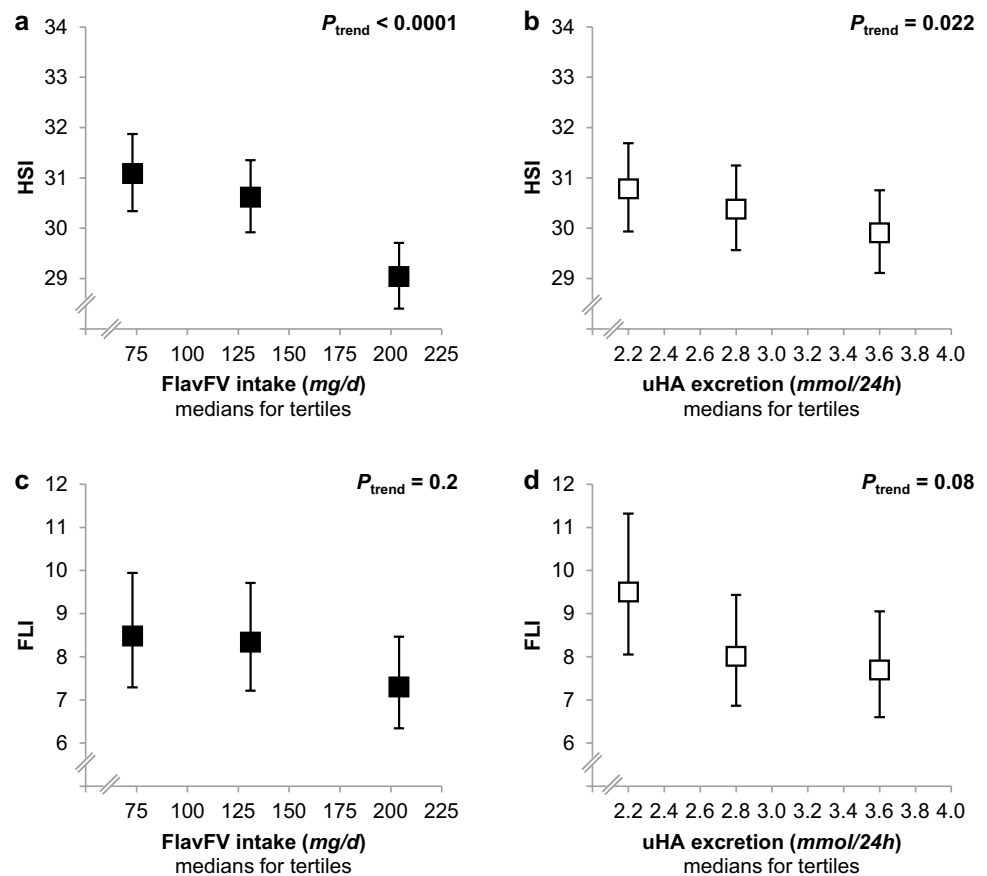 a
P trend < 0.0001
34
33
32
31
30
29
HSI
75 100 125 150 175 200 225
FlavFV intake (mg/d)
medians for tertiles
b
P trend = 0.022
34
33
32
31
30
29
HSI
2.2 2.4 2.6 2.8 3.0 3.2 3.4 3.6 3.8 4.0
uHA excretion (mmol/24h)
medians for tertiles
c
P trend = 0.2
12
11
10
9
8
7
6
FLI
75 100 125 150 175 200 225
FlavFV intake (mg/d)
medians for tertiles
d
P trend = 0.08
12
11
10
9
8
7
6
FLI
2.2 2.4 2.6 2.8 3.0 3.2 3.4 3.6 3.8 4.0
uHA excretion (mmol/24h)
medians for tertiles